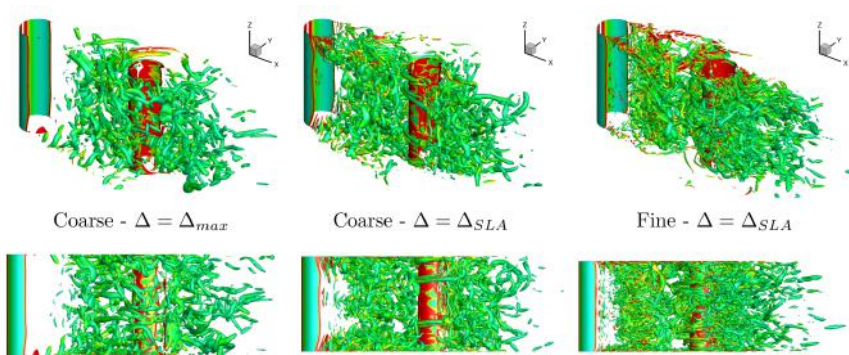 Z
Y
X
Z
Y
X
Z
Y
X
Coarse - Δ = Δ_max
Coarse - Δ = Δ_SLA
Fine - Δ = Δ_SLA